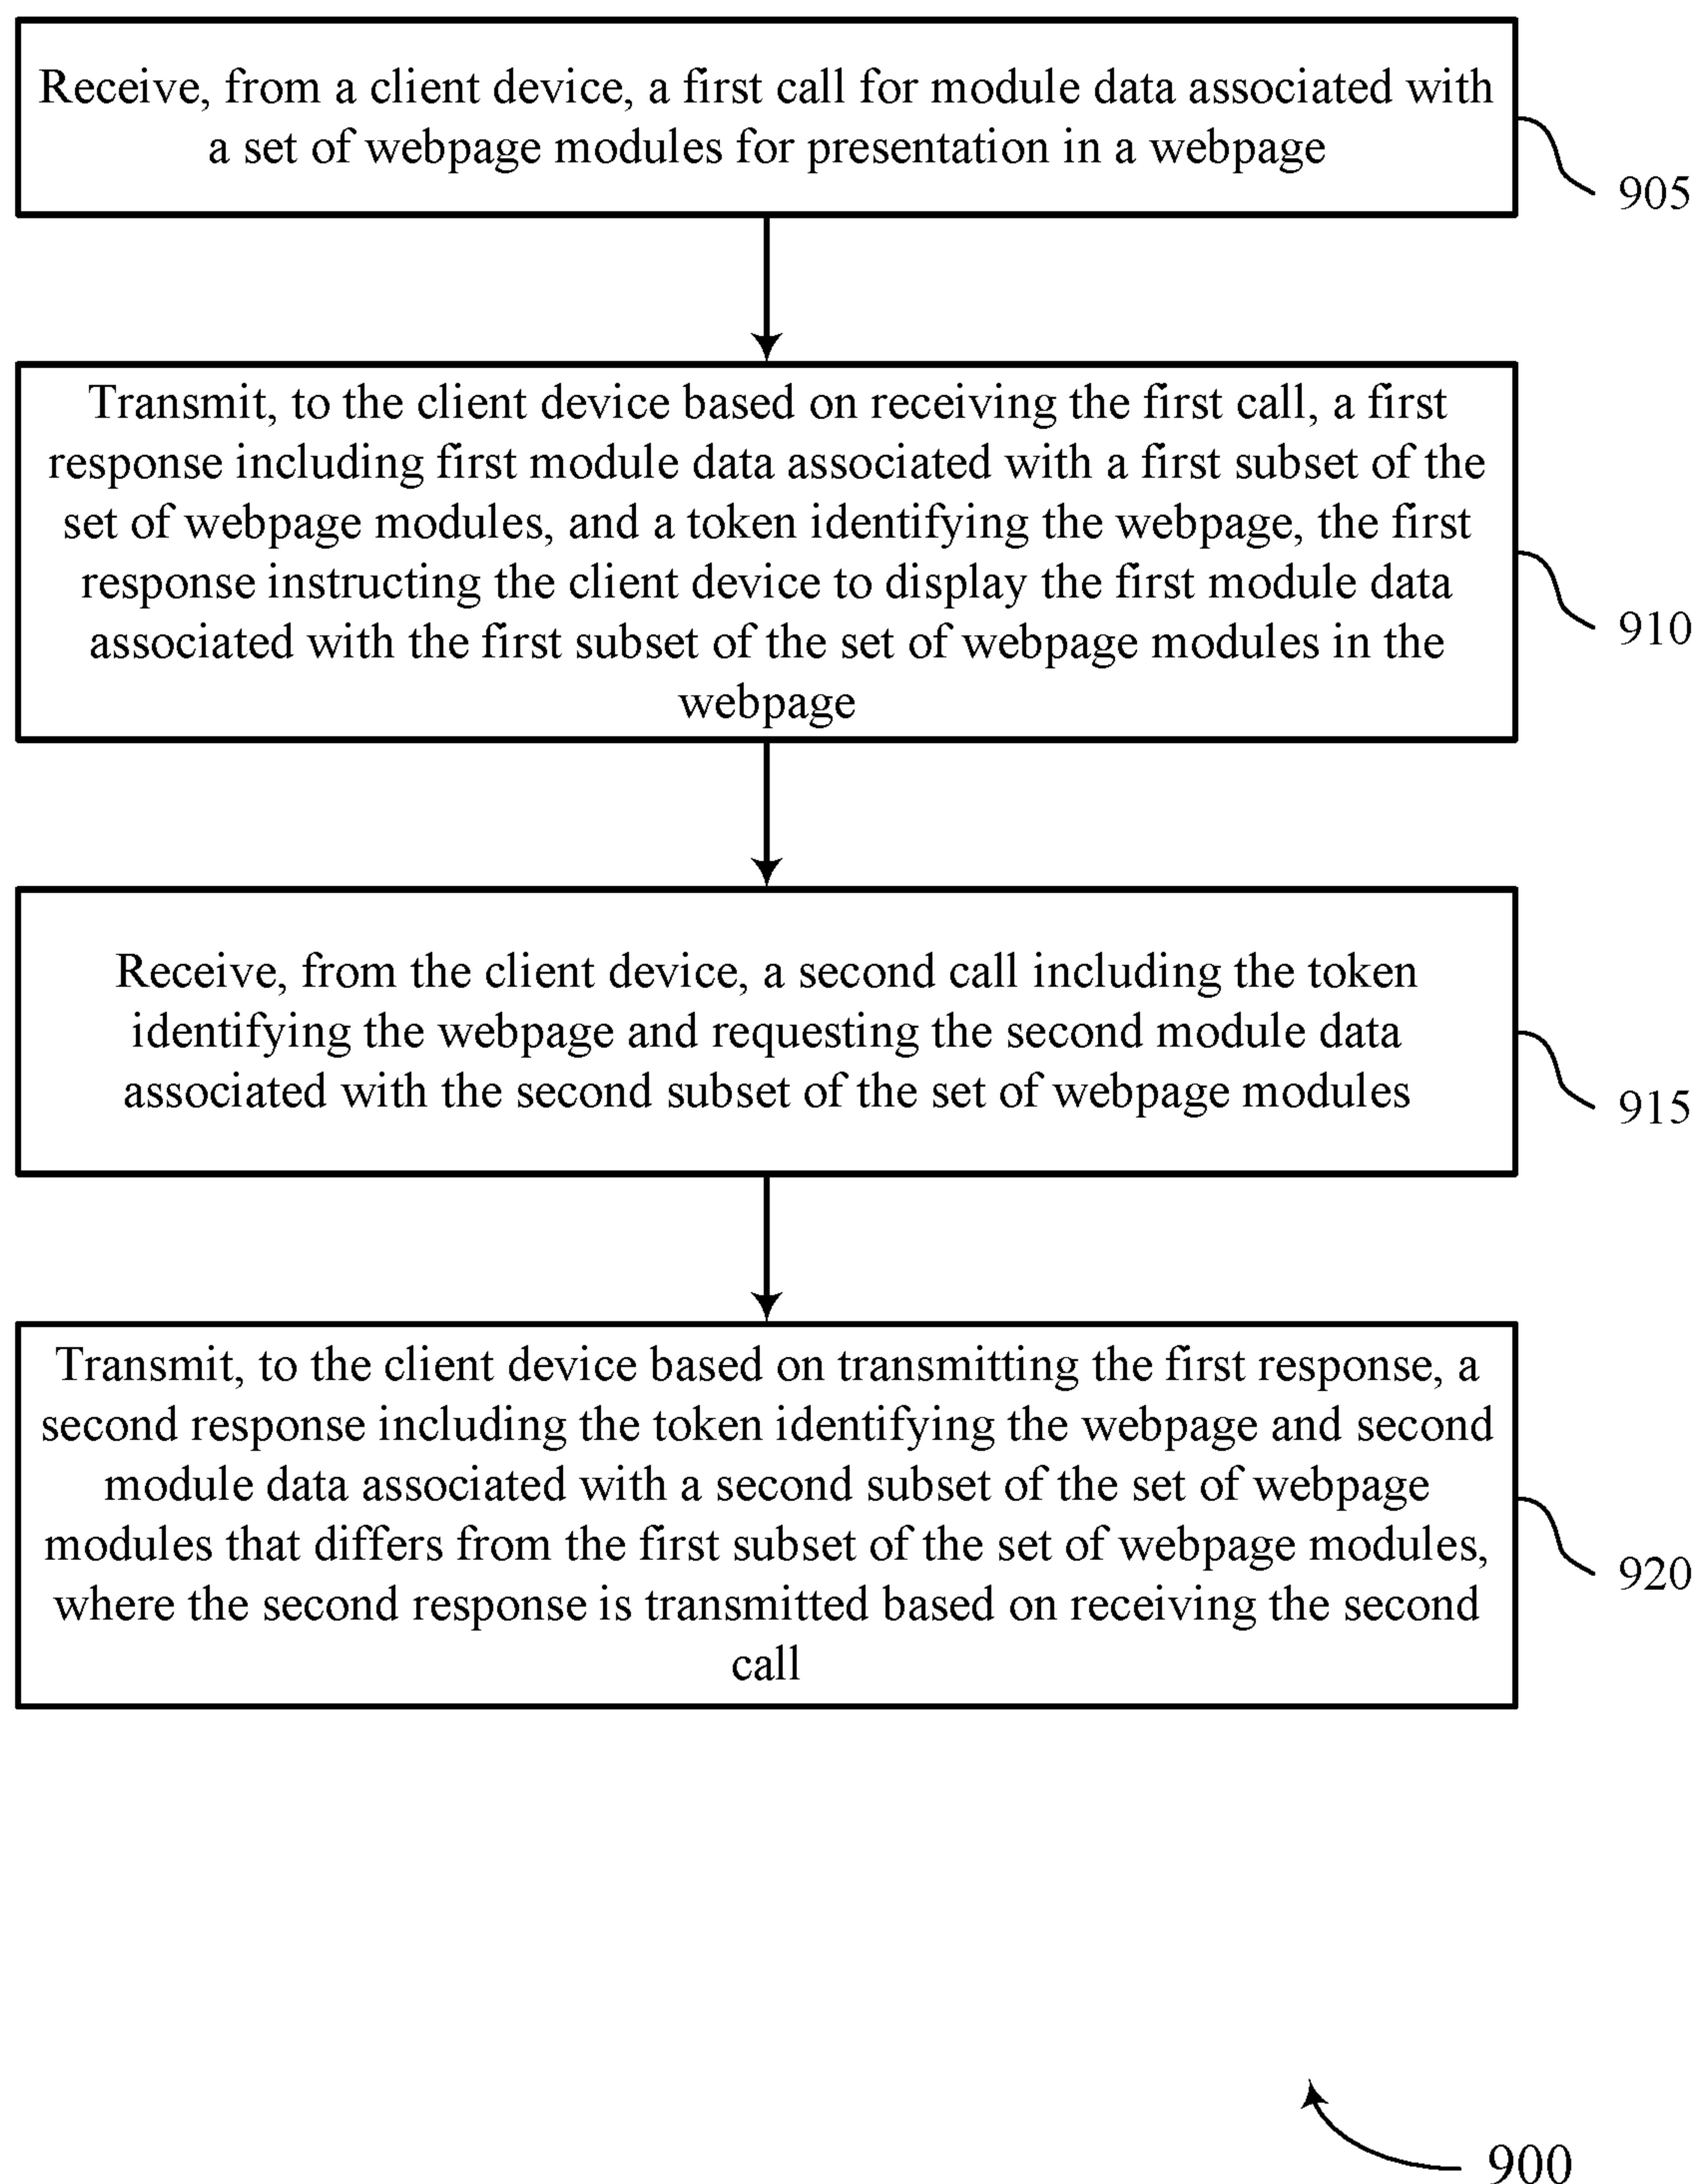 Receive, from a client device, a first call for module data associated with
a set of webpage modules for presentation in a webpage
905
Transmit, to the client device based on receiving the first call, a first
response including first module data associated with a first subset of the
set of webpage modules, and a token identifying the webpage, the first
response instructing the client device to display the first module data
associated with the first subset of the set of webpage modules in the
webpage
910
Receive, from the client device, a second call including the token
identifying the webpage and requesting the second module data
associated with the second subset of the set of webpage modules
915
Transmit, to the client device based on transmitting the first response, a
second response including the token identifying the webpage and second
module data associated with a second subset of the set of webpage
modules that differs from the first subset of the set of webpage modules,
where the second response is transmitted based on receiving the second
call
920
900